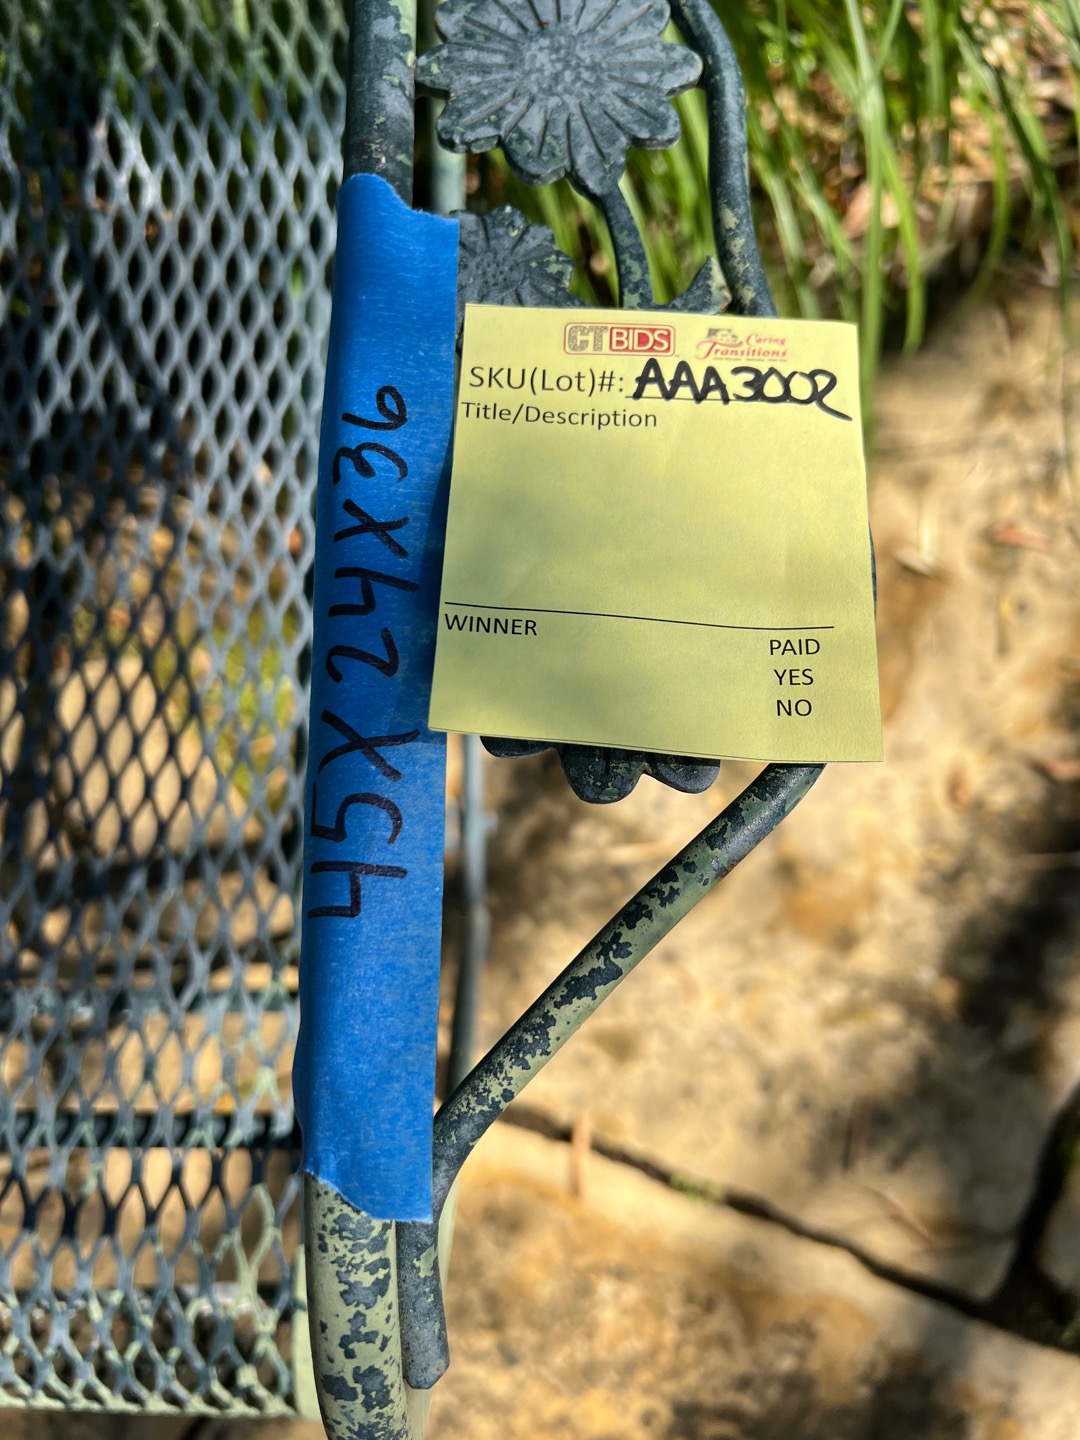 CTBIDS
Caring
Transitions
SKU(Lot)#: AAA3002
Title/Description
WINNER
PAID
YES
NO
45X24X36